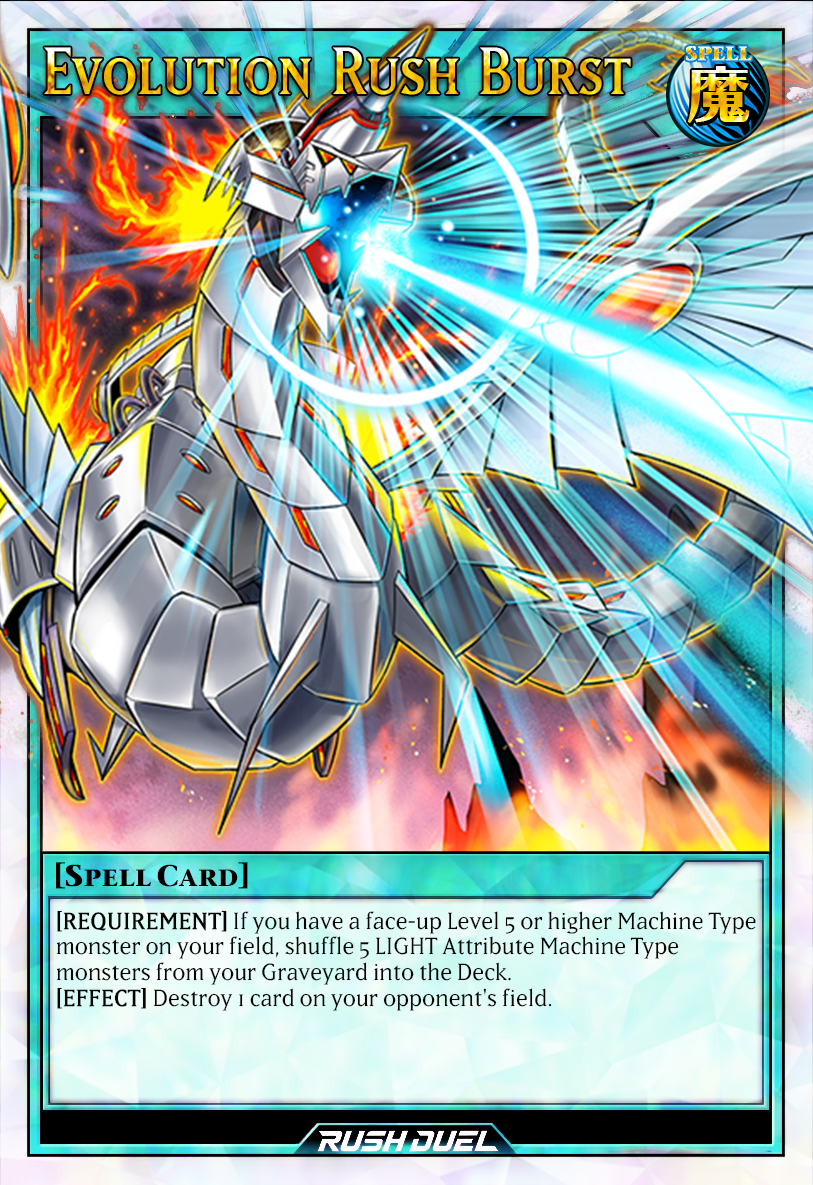 EVOLUTION RUSH BURST
SPELL
魔
[SPELL CARD]
[REQUIREMENT] If you have a face-up Level 5 or higher Machine Type
monster on your field, shuffle 5 LIGHT Attribute Machine Type
monsters from your Graveyard into the Deck.
[EFFECT] Destroy 1 card on your opponent's field.
RUSH DUEL